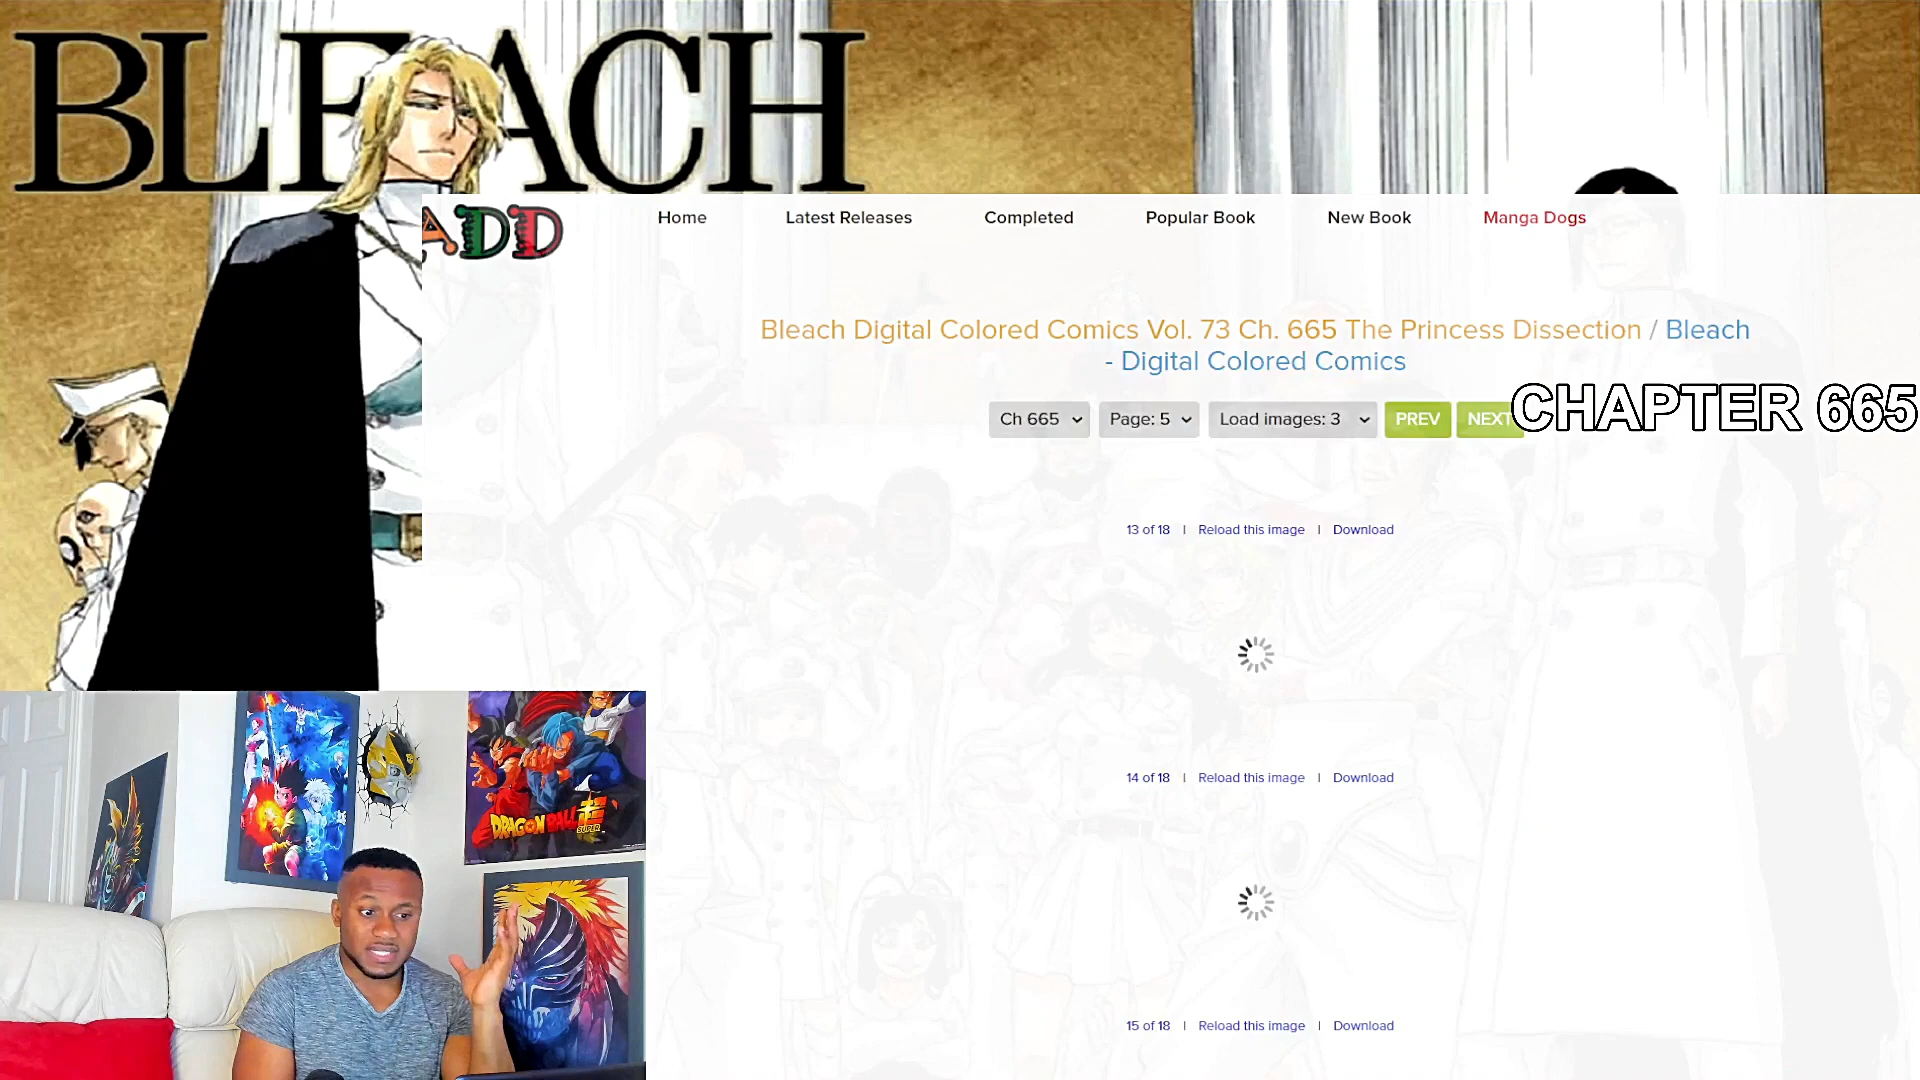 BLEACH
ADD
Home
Latest Releases
Completed
Popular Book
New Book
Manga Dogs
Bleach Digital Colored Comics Vol. 73 Ch. 665 The Princess Dissection / Bleach
- Digital Colored Comics
Ch 665
Page: 5
Load images: 3
PREV
NEXT
CHAPTER 665
13 of 18 | Reload this image | Download
14 of 18 | Reload this image | Download
15 of 18 | Reload this image | Download
DRAGON BALL
SUPER